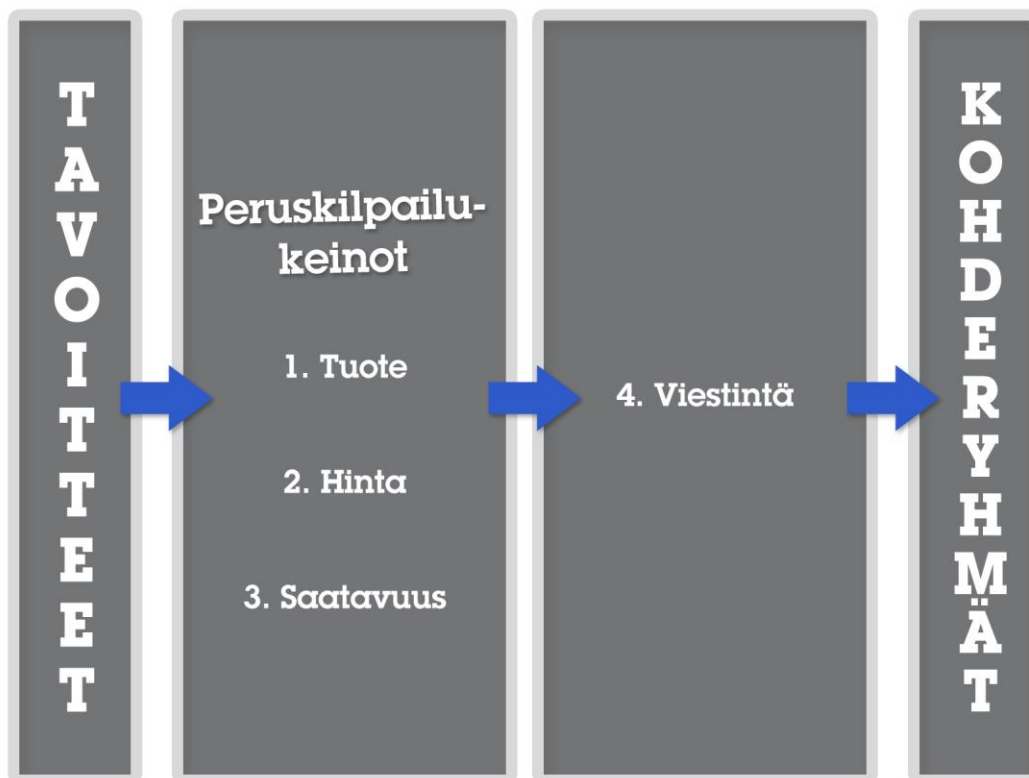 TAVOITTEET
Peruskilpailu-
keinot
1. Tuote
2. Hinta
3. Saatavuus
4. Viestintä
KOHDERYHMÄT